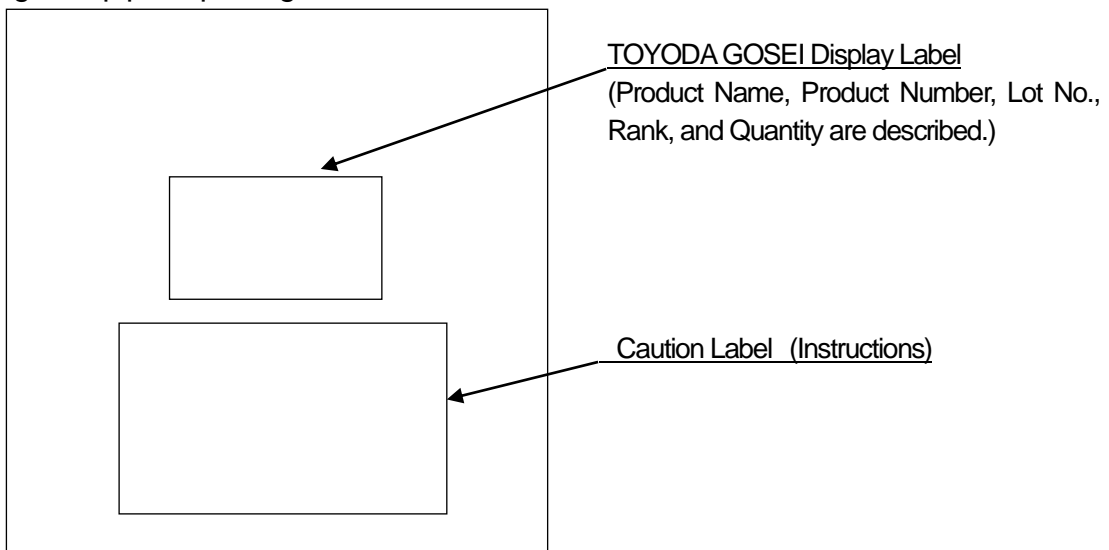 TOYODA GOSEI Display Label
(Product Name, Product Number, Lot No.,
Rank, and Quantity are described.)
Caution Label (Instructions)